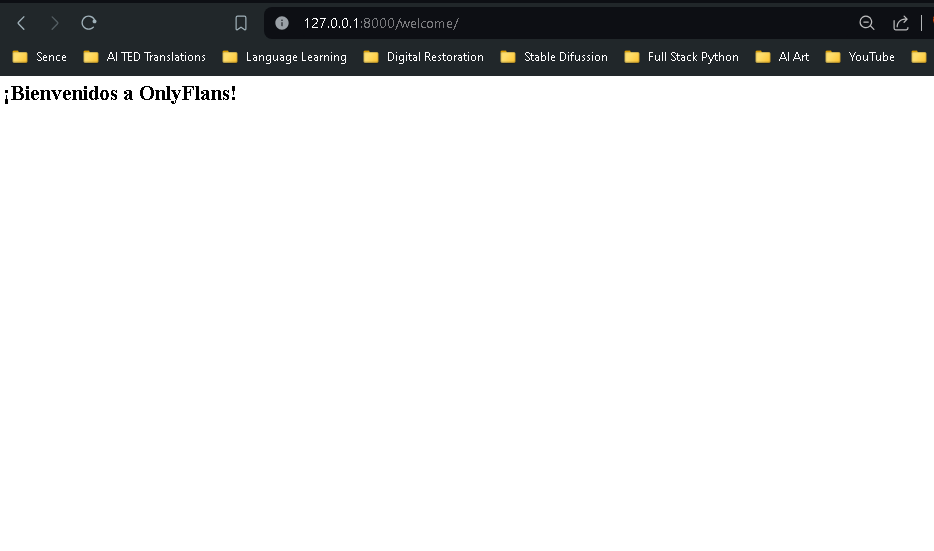 127.0.0.1:8000/welcome/
Sence AI TED Translations Language Learning Digital Restoration Stable Difussion Full Stack Python AI Art YouTube
¡Bienvenidos a OnlyFlans!